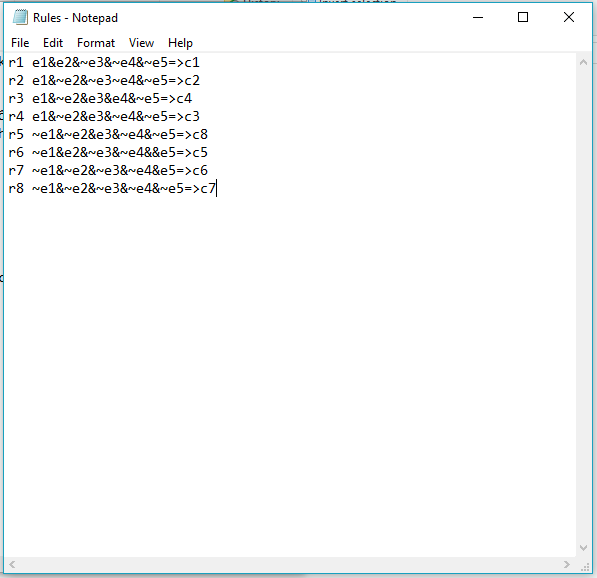 Rules - Notepad
File Edit Format View Help
r1 e1&e2&~e3&~e4&~e5=>c1
r2 e1&~e2&~e3~e4&~e5=>c2
r3 e1&~e2&e3&e4&~e5=>c4
r4 e1&~e2&~e3&~e4&~e5=>c3
r5 ~e1&~e2&e3&~e4&~e5=>c8
r6 ~e1&e2&~e3&~e4&&e5=>c5
r7 ~e1&~e2&~e3&~e4&e5=>c6
r8 ~e1&~e2&~e3&~e4&~e5=>c7